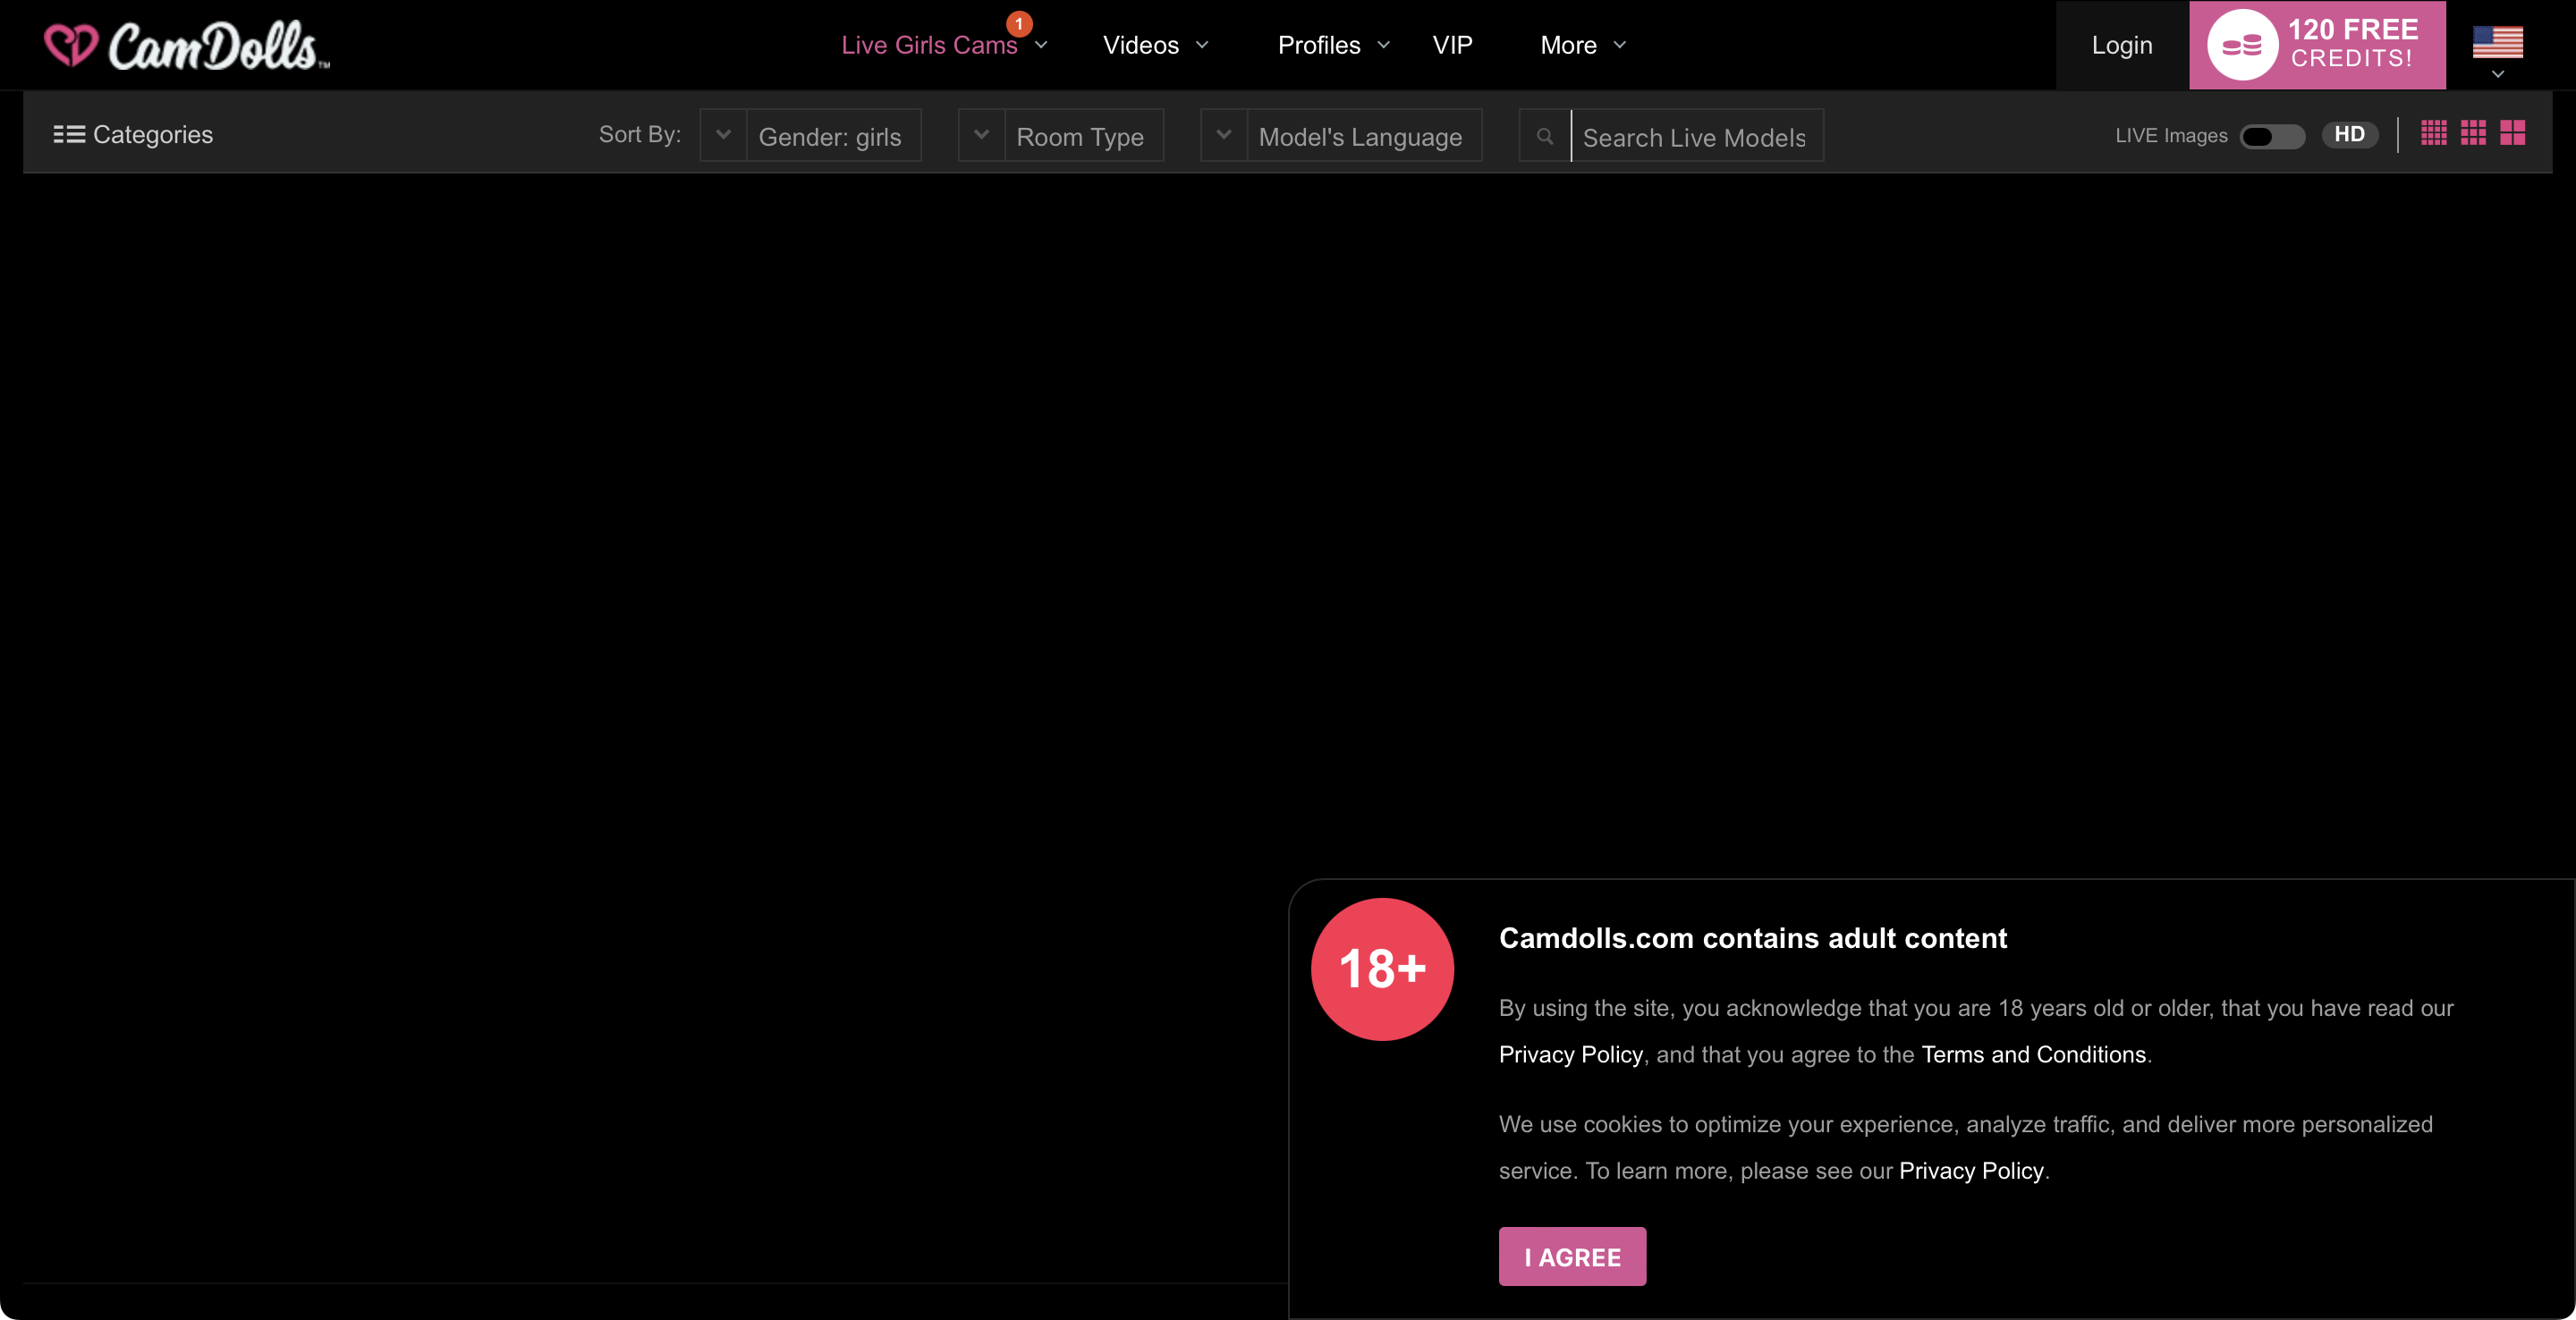 CamDolls™
Live Girls Cams 1
Videos
Profiles
VIP
More
Login
120 FREE
CREDITS!
Categories
Sort By:
Gender: girls
Room Type
Model's Language
Search Live Models
LIVE Images
HD
18+
Camdolls.com contains adult content
By using the site, you acknowledge that you are 18 years old or older, that you have read our
Privacy Policy, and that you agree to the Terms and Conditions.
We use cookies to optimize your experience, analyze traffic, and deliver more personalized
service. To learn more, please see our Privacy Policy.
I AGREE